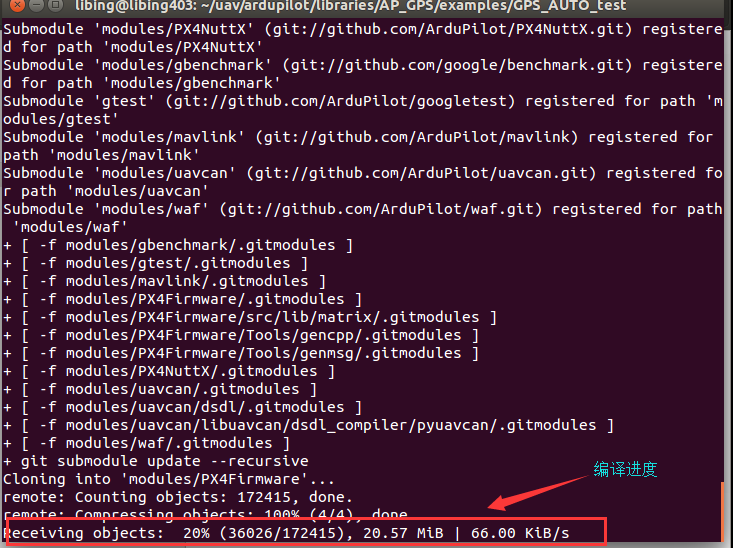 libing@libing403: ~/uav/ardupilot/libraries/AP_GPS/examples/GPS_AUTO_test
Submodule 'modules/PX4NuttX' (git://github.com/ArduPilot/PX4NuttX.git) registere
d for path 'modules/PX4NuttX'
Submodule 'modules/gbenchmark' (git://github.com/google/benchmark.git) registere
d for path 'modules/gbenchmark'
Submodule 'gtest' (git://github.com/ArduPilot/googletest) registered for path 'm
odules/gtest'
Submodule 'modules/mavlink' (git://github.com/ArduPilot/mavlink) registered for
path 'modules/mavlink'
Submodule 'modules/uavcan' (git://github.com/ArduPilot/uavcan.git) registered fo
r path 'modules/uavcan'
Submodule 'modules/waf' (git://github.com/ArduPilot/waf.git) registered for path
 'modules/waf'
+ [ -f modules/gbenchmark/.gitmodules ]
+ [ -f modules/gtest/.gitmodules ]
+ [ -f modules/mavlink/.gitmodules ]
+ [ -f modules/PX4Firmware/.gitmodules ]
+ [ -f modules/PX4Firmware/src/lib/matrix/.gitmodules ]
+ [ -f modules/PX4Firmware/Tools/gencpp/.gitmodules ]
+ [ -f modules/PX4Firmware/Tools/genmsg/.gitmodules ]
+ [ -f modules/PX4NuttX/.gitmodules ]
+ [ -f modules/uavcan/.gitmodules ]
+ [ -f modules/uavcan/dsdl/.gitmodules ]
+ [ -f modules/uavcan/libuavcan/dsdl_compiler/pyuavcan/.gitmodules ]
+ [ -f modules/waf/.gitmodules ]
+ git submodule update --recursive
Cloning into 'modules/PX4Firmware'...
编译进度
remote: Counting objects: 172415, done.
remote: Compressing objects: 100% (4/4), done.
Receiving objects:  20% (36026/172415), 20.57 MiB | 66.00 KiB/s